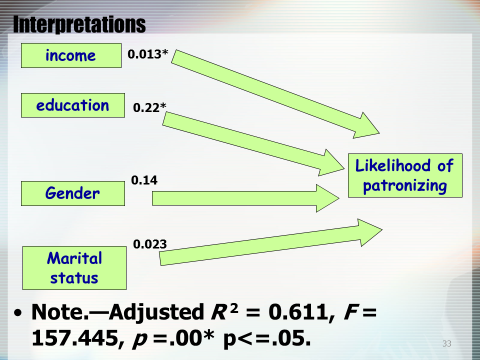 Interpretations
income
0.013*
education
0.22*
Gender
0.14
Marital
status
0.023
Likelihood of
patronizing
• Note.—Adjusted R² = 0.611, F =
157.445, p =.00* p<=.05.
33